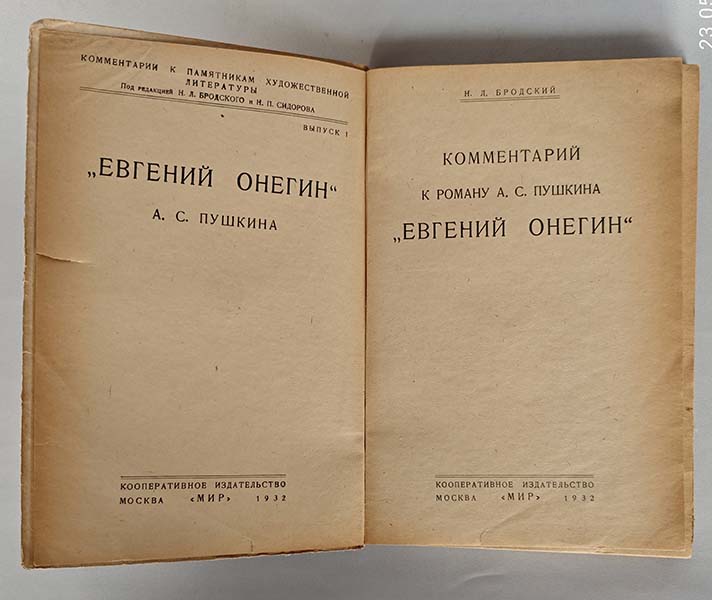 КОММЕНТАРИИ К ПАМЯТНИКАМ ХУДОЖЕСТВЕННОЙ
ЛИТЕРАТУРЫ
Под редакцией Н. Л. БРОДСКОГО и Н. П. СИДОРОВА
ВЫПУСК 1
„ЕВГЕНИЙ ОНЕГИН“
А. С. ПУШКИНА
КООПЕРАТИВНОЕ ИЗДАТЕЛЬСТВО
МОСКВА «МИР» 1932
Н. Л. БРОДСКИЙ
КОММЕНТАРИЙ
К РОМАНУ А. С. ПУШКИНА
„ЕВГЕНИЙ ОНЕГИН“
КООПЕРАТИВНОЕ ИЗДАТЕЛЬСТВО
МОСКВА «МИР» 1932